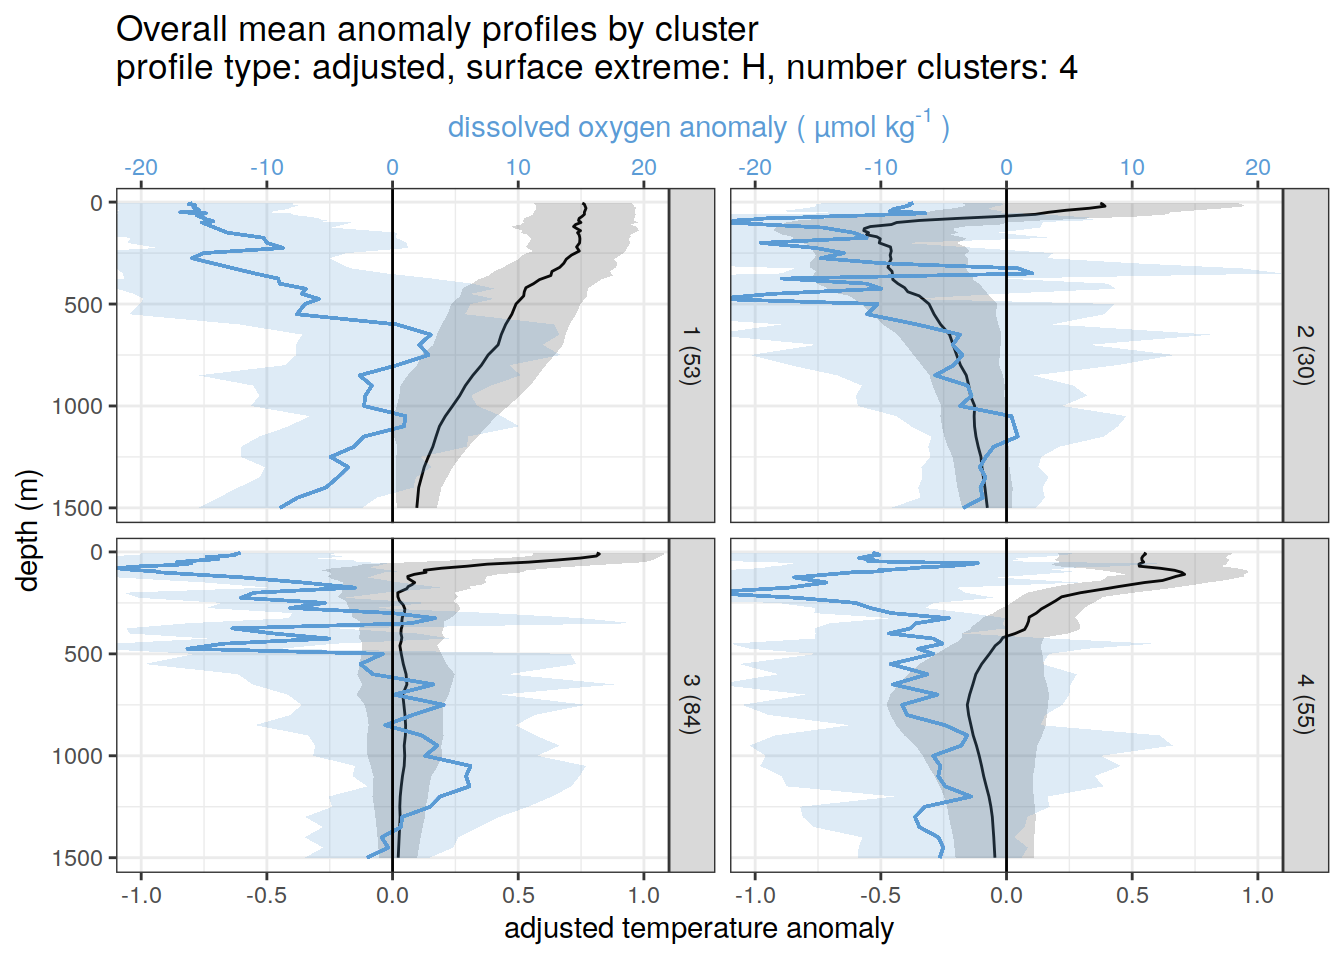 Overall mean anomaly profiles by cluster
profile type: adjusted, surface extreme: H, number clusters: 4
dissolved oxygen anomaly ( µmol kg-1 )
-20 -10 0 10 20 -20 -10 0 10 20
0
500
1000
1500
1 (53)
2 (30)
depth (m)
0
500
1000
1500
3 (84)
4 (55)
-1.0 -0.5 0.0 0.5 1.0 -1.0 -0.5 0.0 0.5 1.0
adjusted temperature anomaly